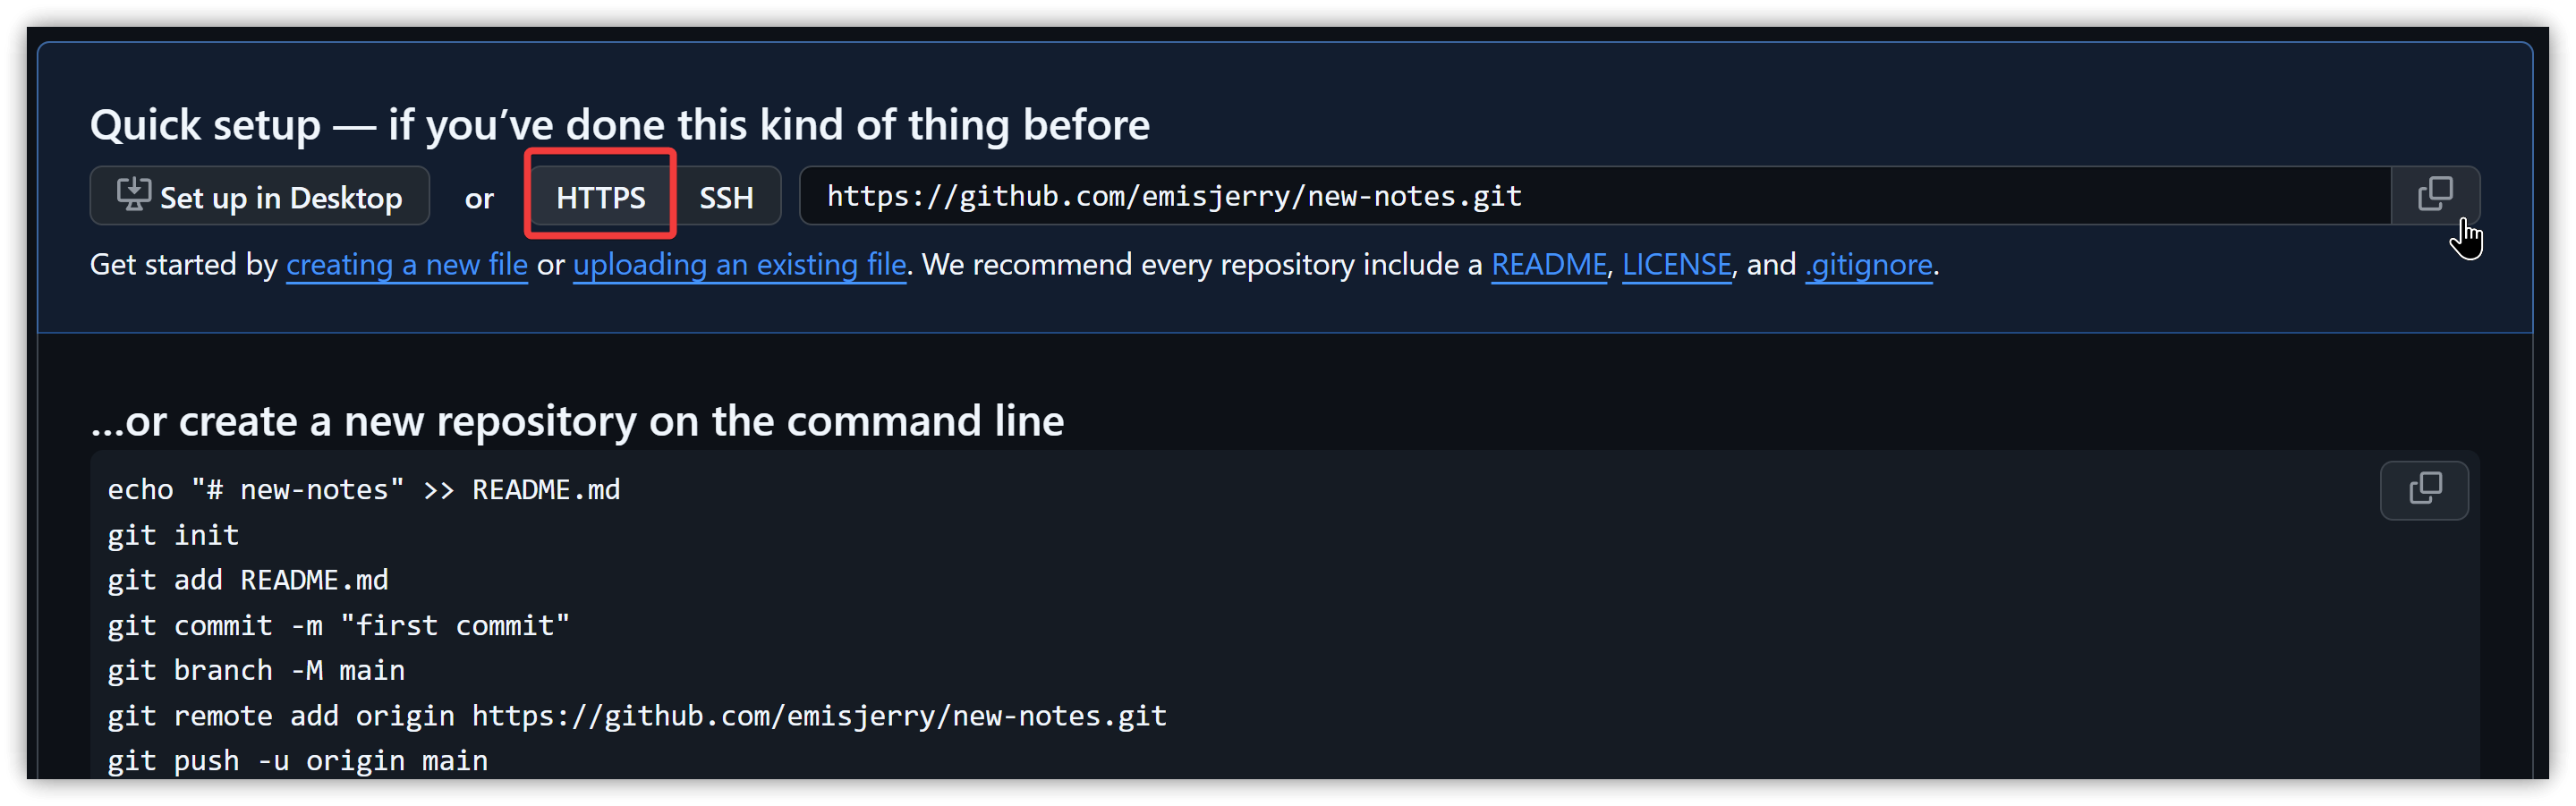 Quick setup — if you’ve done this kind of thing before
Set up in Desktop or HTTPS SSH https://github.com/emisjerry/new-notes.git
Get started by creating a new file or uploading an existing file. We recommend every repository include a README, LICENSE, and .gitignore.
…or create a new repository on the command line
echo "# new-notes" >> README.md
git init
git add README.md
git commit -m "first commit"
git branch -M main
git remote add origin https://github.com/emisjerry/new-notes.git
git push -u origin main